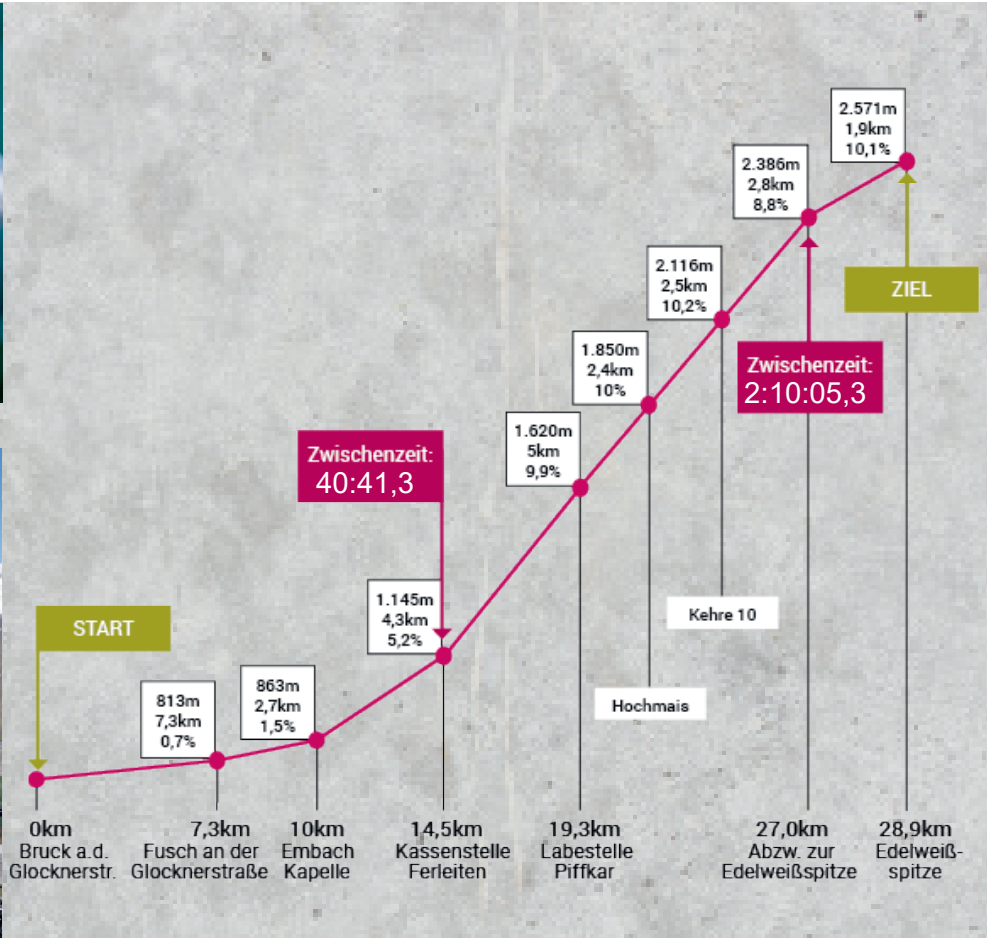 2.571m
1,9km
10,1%
2.386m
2,8km
8,8%
ZIEL
2.116m
2,5km
10,2%
1.850m
2,4km
10%
Zwischenzeit:
2:10:05,3
1.620m
5km
9,9%
Zwischenzeit:
40:41,3
1.145m
4,3km
5,2%
START
Kehre 10
813m
7,3km
0,7%
863m
2,7km
1,5%
Hochmais
0km
Bruck a.d.
Glocknerstr.
7,3km
Fusch an der
Glocknerstraße
10km
Embach
Kapelle
14,5km
Kassenstelle
Ferleiten
19,3km
Labestelle
Piffkar
27,0km
Abzw. zur
Edelweißspitze
28,9km
Edelweiß-
spitze